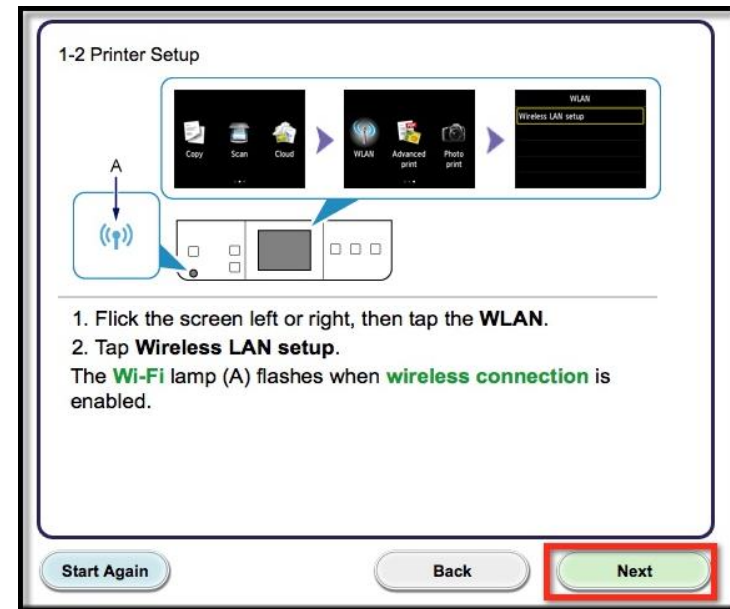 1-2 Printer Setup
WLAN
Wireless LAN setup
Copy Scan Cloud
WLAN Advanced print Photo print
A
1. Flick the screen left or right, then tap the WLAN.
2. Tap Wireless LAN setup.
The Wi-Fi lamp (A) flashes when wireless connection is
enabled.
Start Again
Back
Next